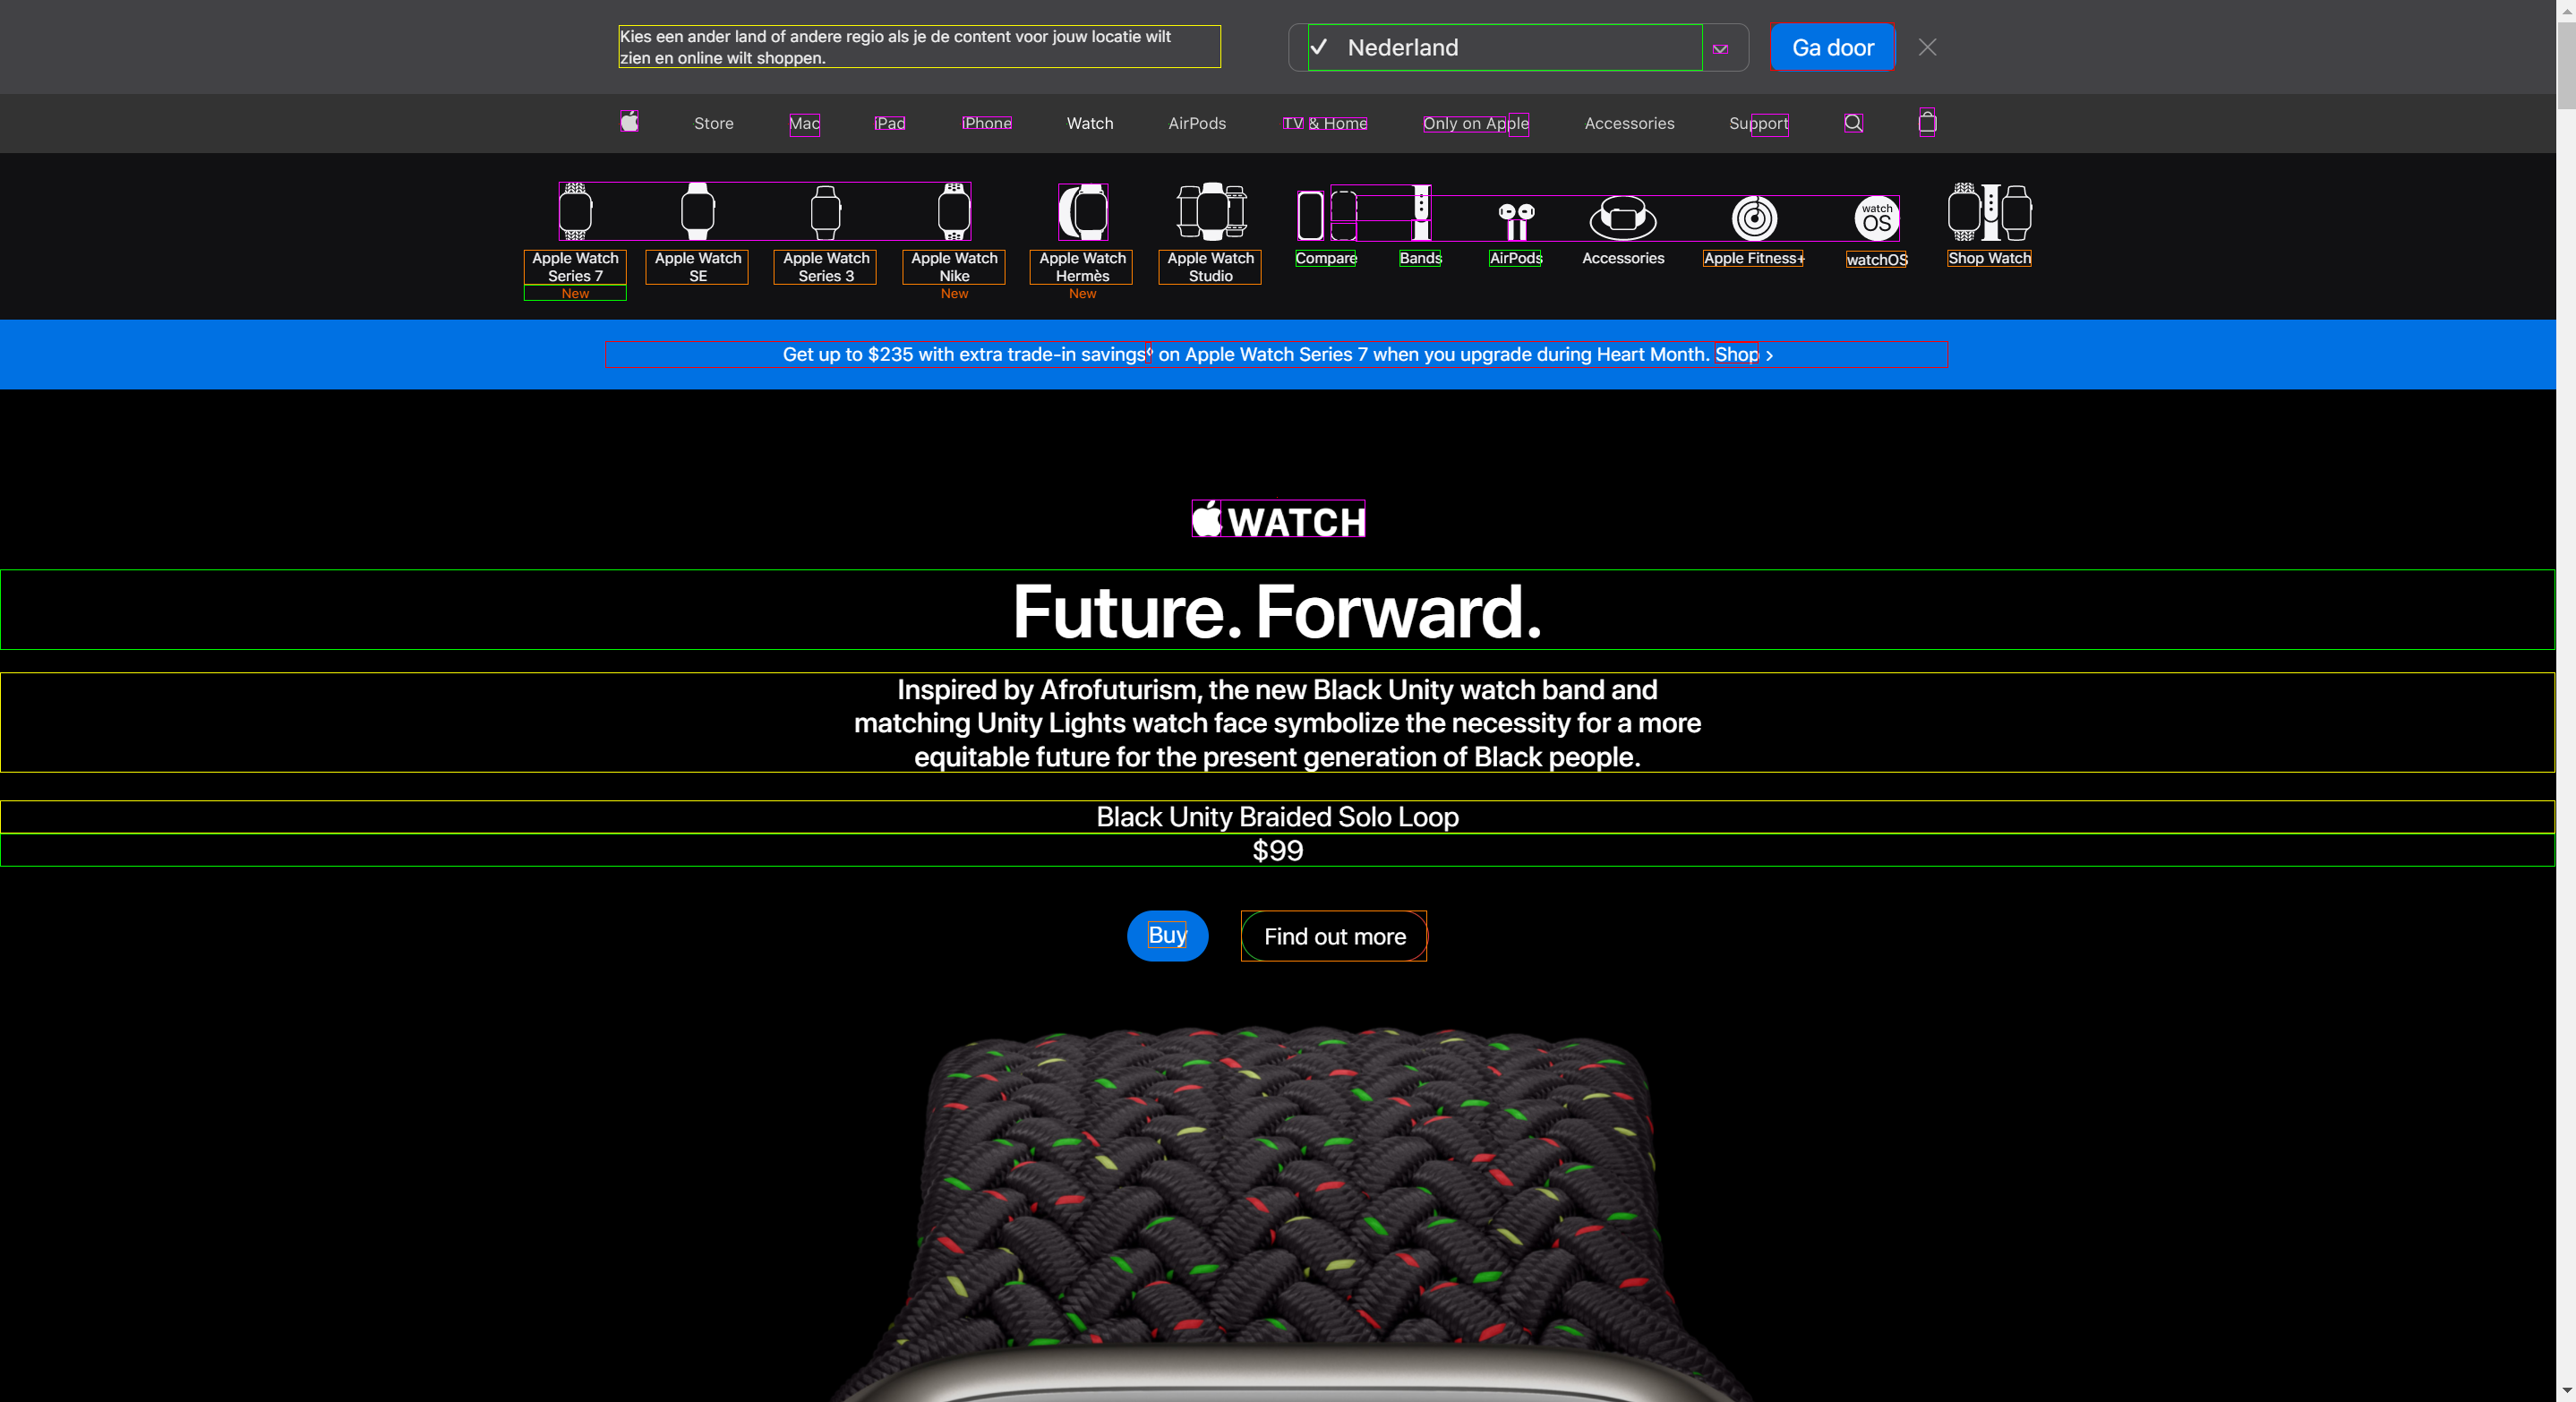 Kies een ander land of andere regio als je de content voor jouw locatie wilt
zien en online wilt shoppen.
Nederland
Ga door
Store Mac iPad iPhone Watch AirPods TV & Home Only on Apple Accessories Support
watch
OS
Apple Watch
Series 7
New
Apple Watch
SE
Apple Watch
Series 3
Apple Watch
Nike
New
Apple Watch
Hermès
New
Apple Watch
Studio
Compare
Bands
AirPods
Accessories
Apple Fitness+
watchOS
Shop Watch
Get up to $235 with extra trade-in savings on Apple Watch Series 7 when you upgrade during Heart Month. Shop ›
WATCH
Future. Forward.
Inspired by Afrofuturism, the new Black Unity watch band and
matching Unity Lights watch face symbolize the necessity for a more
equitable future for the present generation of Black people.
Black Unity Braided Solo Loop
$99
Buy
Find out more